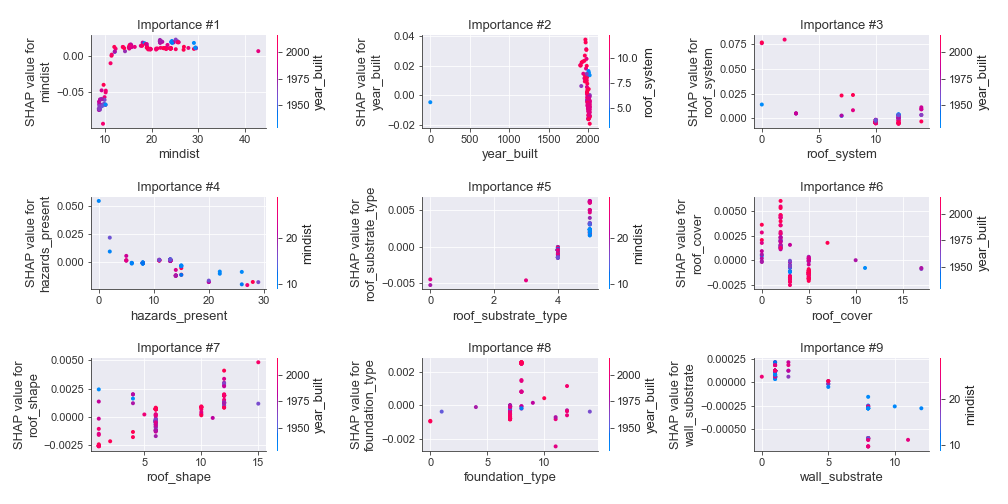 Importance #1
SHAP value for
mindist
0.00
−0.05
10
20
30
40
mindist
2000
1975
1950
year_built
Importance #2
SHAP value for
year_built
0.04
0.02
0.00
−0.02
0
500
1000
1500
2000
year_built
10.0
7.5
5.0
roof_system
Importance #3
SHAP value for
roof_system
0.075
0.050
0.025
0.000
0
5
10
roof_system
2000
1975
1950
year_built
Importance #4
SHAP value for
hazards_present
0.050
0.025
0.000
0
10
20
30
hazards_present
20
10
mindist
Importance #5
SHAP value for
roof_substrate_type
0.005
0.000
−0.005
0
2
4
roof_substrate_type
20
10
mindist
Importance #6
SHAP value for
roof_cover
0.0050
0.0025
0.0000
−0.0025
0
5
10
15
roof_cover
2000
1975
1950
year_built
Importance #7
SHAP value for
roof_shape
0.0050
0.0025
0.0000
−0.0025
5
10
15
roof_shape
2000
1975
1950
year_built
Importance #8
SHAP value for
foundation_type
0.002
0.000
−0.002
0
5
10
foundation_type
2000
1975
1950
year_built
Importance #9
SHAP value for
wall_substrate
0.00025
0.00000
−0.00025
−0.00050
0
5
10
wall_substrate
20
10
mindist